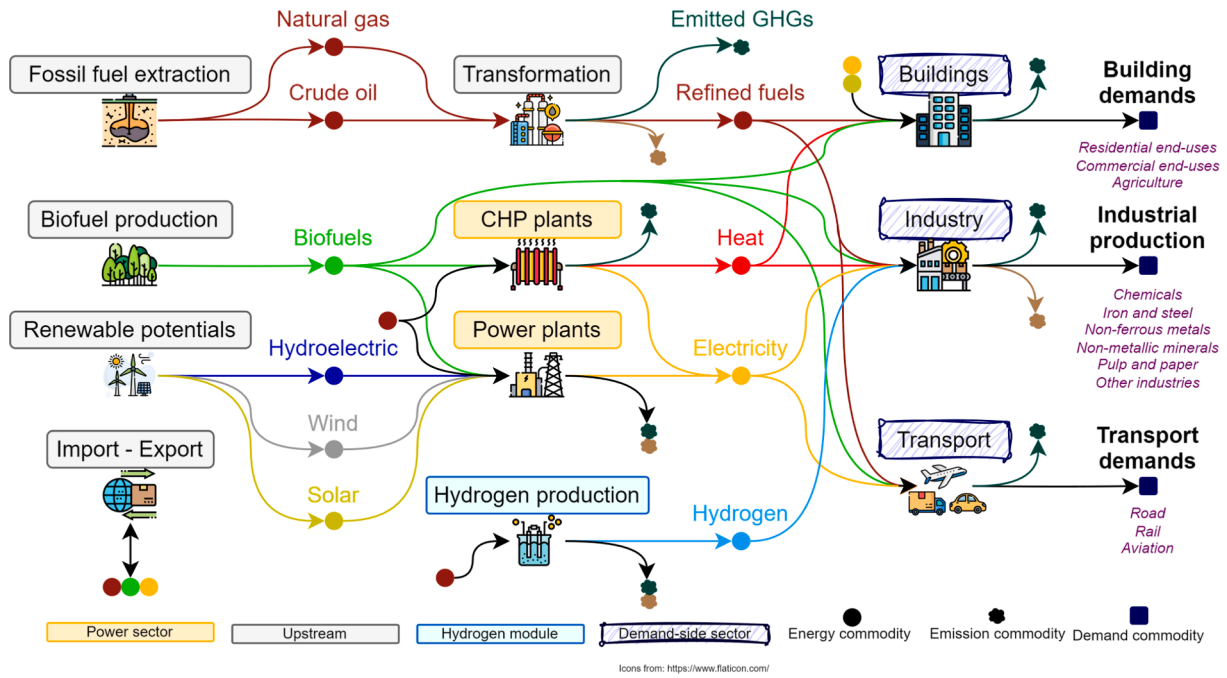 Natural gas
Emitted GHGs
Fossil fuel extraction
Transformation
Buildings
Building
demands
Crude oil
Refined fuels
Residential end-uses
Commercial end-uses
Agriculture
Biofuel production
CHP plants
Industry
Industrial
production
Biofuels
Heat
Chemicals
Iron and steel
Non-ferrous metals
Non-metallic minerals
Pulp and paper
Other industries
Renewable potentials
Power plants
Hydroelectric
Electricity
Wind
Import - Export
Transport
Transport
demands
Solar
Hydrogen production
Hydrogen
Road
Rail
Aviation
Power sector
Upstream
Hydrogen module
Demand-side sector
Energy commodity
Emission commodity
Demand commodity
Icons from: https://www.flaticon.com/